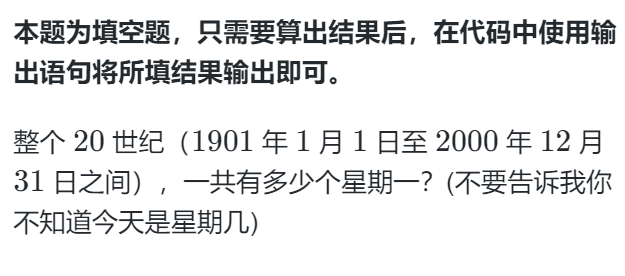 本题为填空题，只需要算出结果后，在代码中使用输
出语句将所填结果输出即可。
整个 20 世纪（1901 年 1 月 1 日至 2000 年 12 月
31 日之间），一共有多少个星期一？(不要告诉我你
不知道今天是星期几)